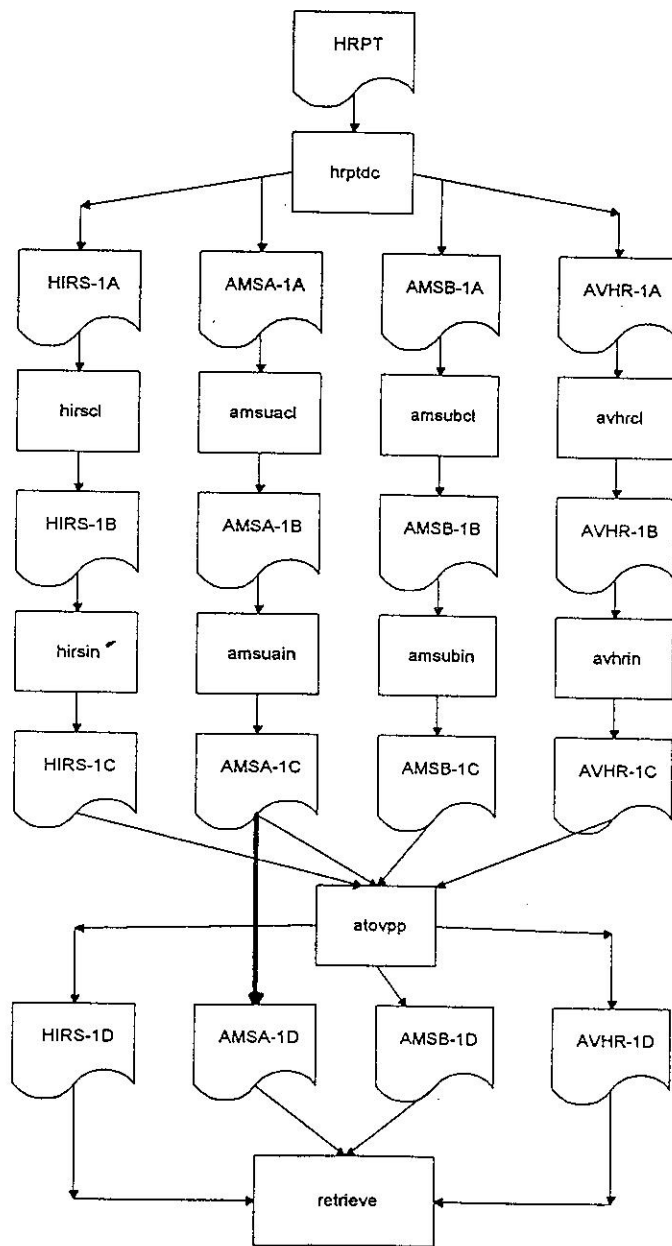 HRPT
hrptdc
HIRS-1A
AMSA-1A
AMSB-1A
AVHR-1A
hirscl
amsuacl
amsubcl
avhrcl
HIRS-1B
AMSA-1B
AMSB-1B
AVHR-1B
hirsin
amsuain
amsubin
avhrin
HIRS-1C
AMSA-1C
AMSB-1C
AVHR-1C
atovpp
HIRS-1D
AMSA-1D
AMSB-1D
AVHR-1D
retrieve